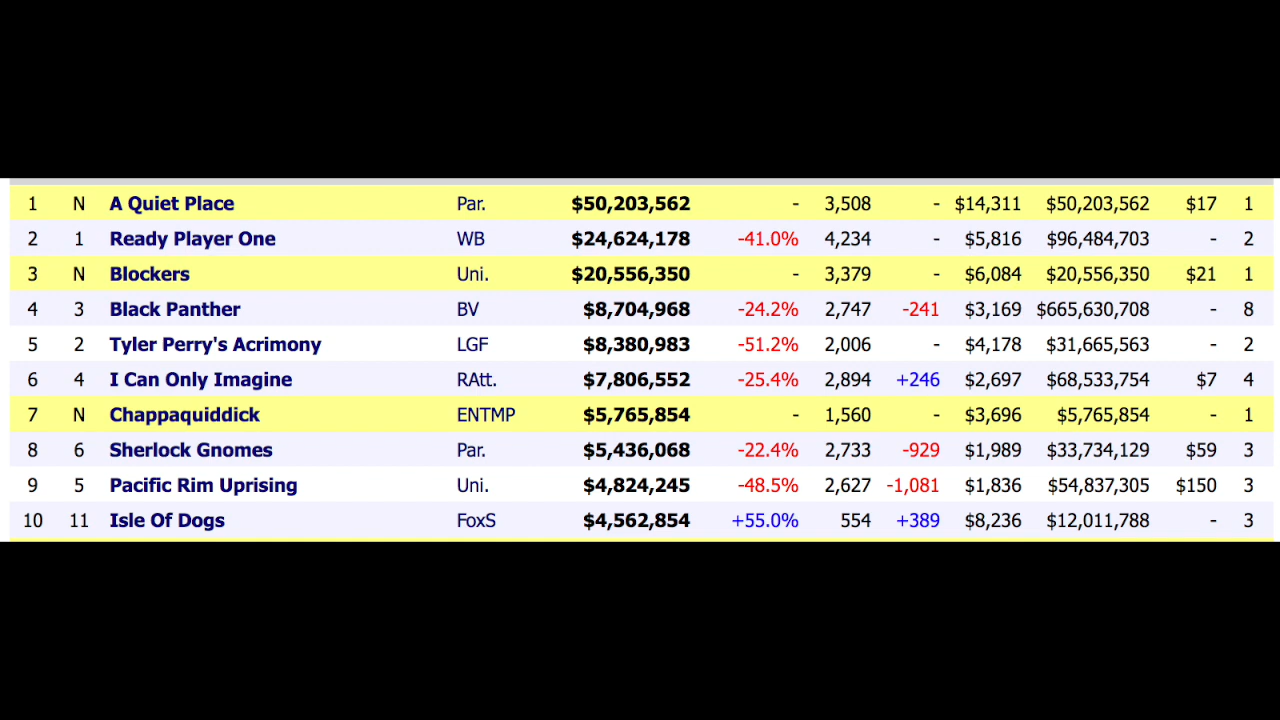 1 N A Quiet Place Par. $50,203,562 - 3,508 - $14,311 $50,203,562 $17 1
2 1 Ready Player One WB $24,624,178 -41.0% 4,234 - $5,816 $96,484,703 - 2
3 N Blockers Uni. $20,556,350 - 3,379 - $6,084 $20,556,350 $21 1
4 3 Black Panther BV $8,704,968 -24.2% 2,747 -241 $3,169 $665,630,708 - 8
5 2 Tyler Perry's Acrimony LGF $8,380,983 -51.2% 2,006 - $4,178 $31,665,563 - 2
6 4 I Can Only Imagine RAtt. $7,806,552 -25.4% 2,894 +246 $2,697 $68,533,754 $7 4
7 N Chappaquiddick ENTMP $5,765,854 - 1,560 - $3,696 $5,765,854 - 1
8 6 Sherlock Gnomes Par. $5,436,068 -22.4% 2,733 -929 $1,989 $33,734,129 $59 3
9 5 Pacific Rim Uprising Uni. $4,824,245 -48.5% 2,627 -1,081 $1,836 $54,837,305 $150 3
10 11 Isle Of Dogs FoxS $4,562,854 +55.0% 554 +389 $8,236 $12,011,788 - 3